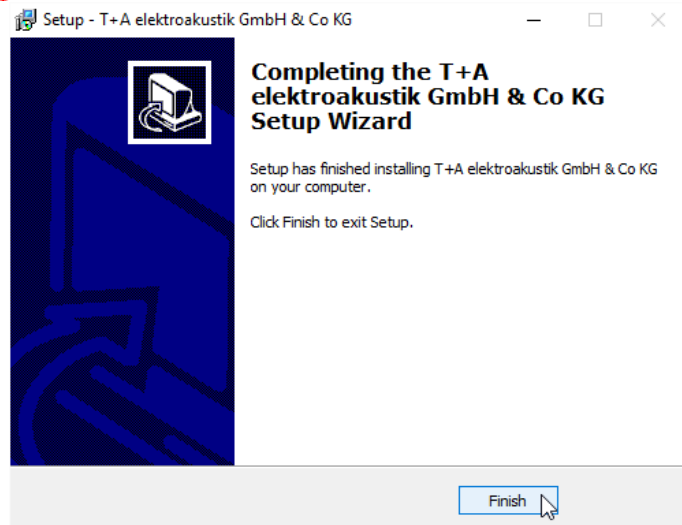 Setup - T+A elektroakustik GmbH & Co KG
Completing the T+A
elektroakustik GmbH & Co KG
Setup Wizard
Setup has finished installing T+A elektroakustik GmbH & Co KG
on your computer.
Click Finish to exit Setup.
Finish